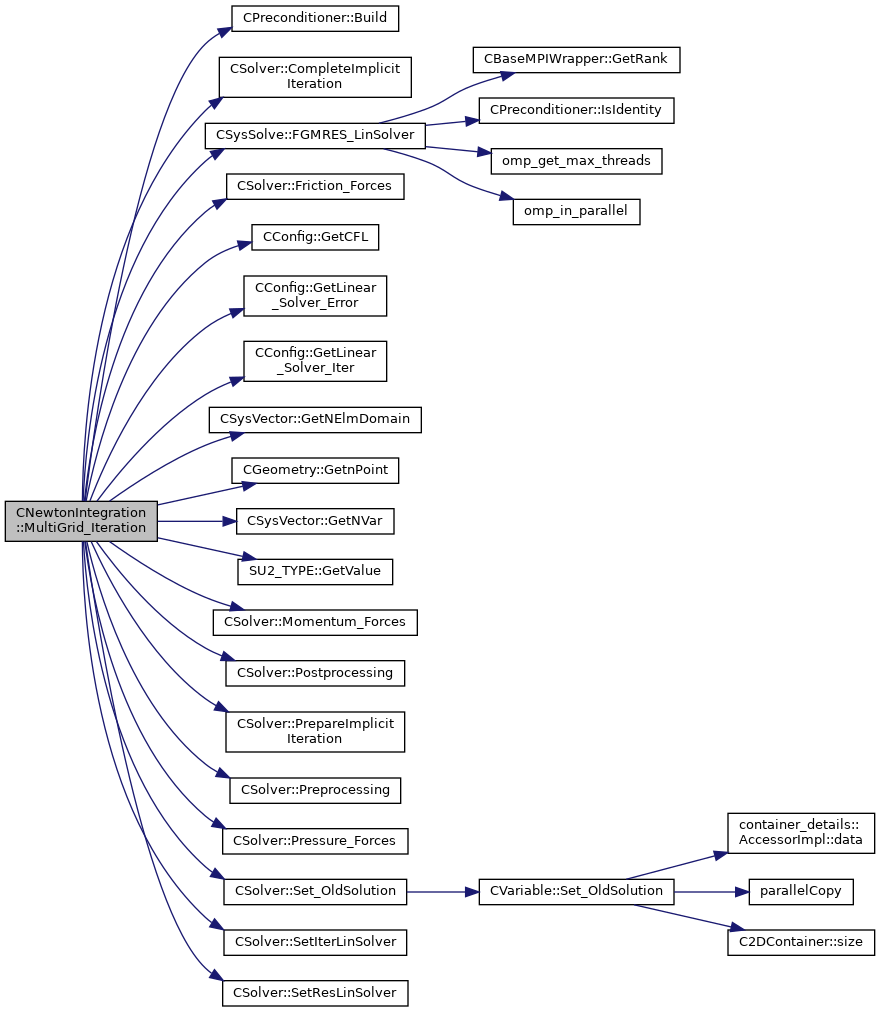 CNewtonIntegration
::MultiGrid_Iteration
CPreconditioner::Build
CSolver::CompleteImplicit
Iteration
CSysSolve::FGMRES_LinSolver
CBaseMPIWrapper::GetRank
CPreconditioner::IsIdentity
omp_get_max_threads
omp_in_parallel
CSolver::Friction_Forces
CConfig::GetCFL
CConfig::GetLinear
_Solver_Error
CConfig::GetLinear
_Solver_Iter
CSysVector::GetNElmDomain
CGeometry::GetnPoint
CSysVector::GetNVar
SU2_TYPE::GetValue
CSolver::Momentum_Forces
CSolver::Postprocessing
CSolver::PrepareImplicit
Iteration
CSolver::Preprocessing
CSolver::Pressure_Forces
CSolver::Set_OldSolution
CVariable::Set_OldSolution
container_details::
AccessorImpl::data
parallelCopy
C2DContainer::size
CSolver::SetIterLinSolver
CSolver::SetResLinSolver